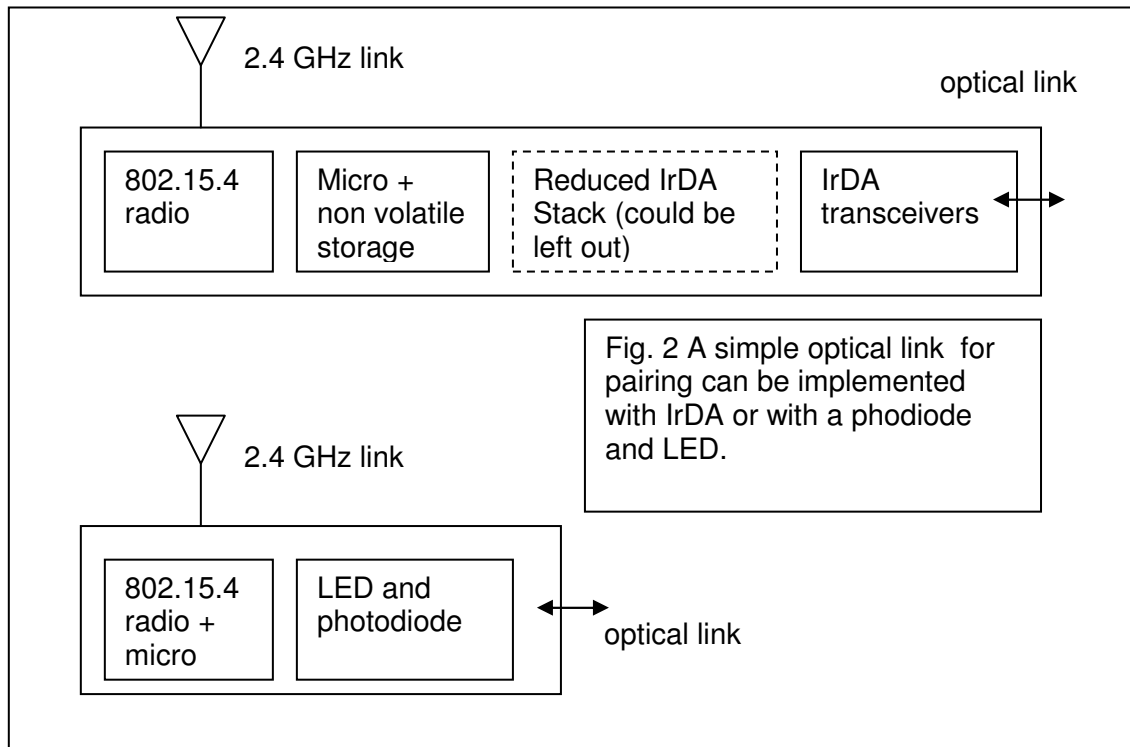 2.4 GHz link
optical link
802.15.4
radio
Micro +
non volatile
storage
Reduced IrDA
Stack (could be
left out)
IrDA
transceivers
Fig. 2 A simple optical link for
pairing can be implemented
with IrDA or with a phodiode
and LED.
2.4 GHz link
802.15.4
radio +
micro
LED and
photodiode
optical link